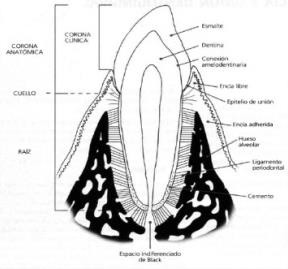 CORONA
ANATÓMICA
CORONA
CLÍNICA
CUELLO
RAÍZ
Esmalte
Dentina
Conexión
amelodentinaria
Encía libre
Epitelio de unión
Encía adherida
Hueso
alveolar
Ligamento
periodontal
Cemento
Espacio Indiferenciado
de Black